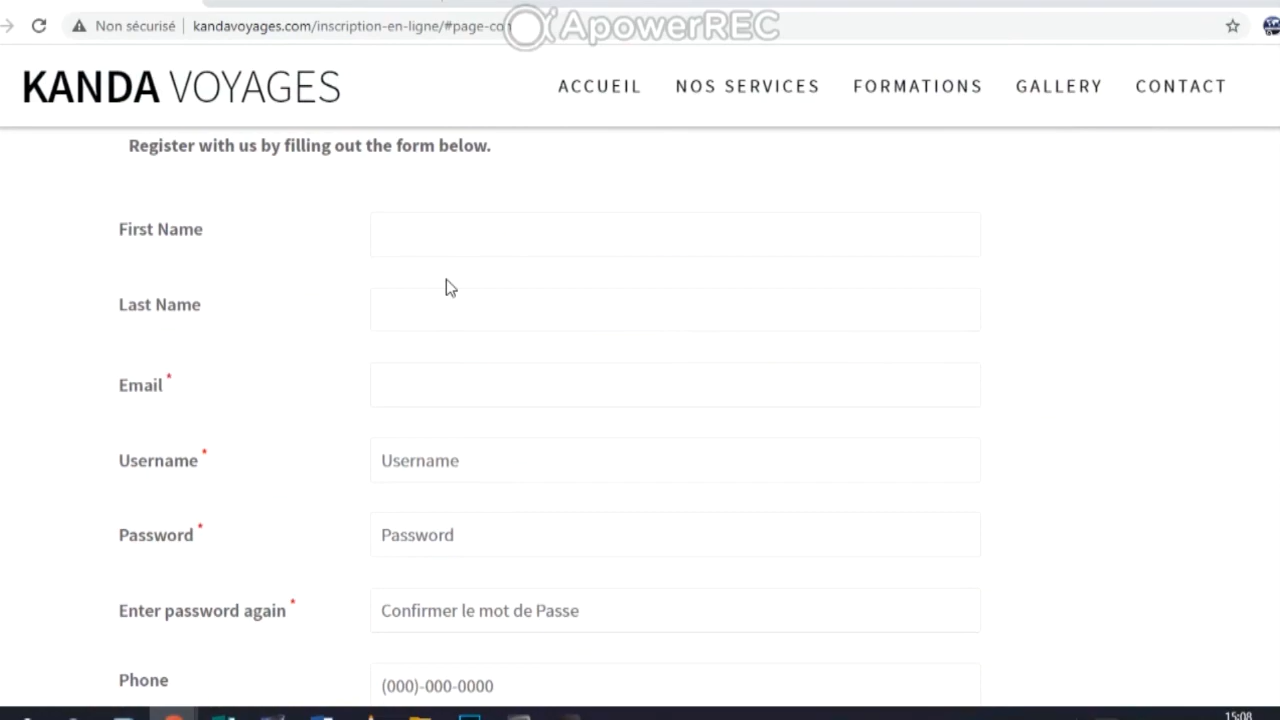 Non sécurisé kandavoyages.com/inscription-en-ligne/#page-con
ApowerREC
KANDA VOYAGES
ACCUEIL NOS SERVICES FORMATIONS GALLERY CONTACT
Register with us by filling out the form below.
First Name
Last Name
Email *
Username * Username
Password * Password
Enter password again * Confirmer le mot de Passe
Phone (000)-000-0000
15:08